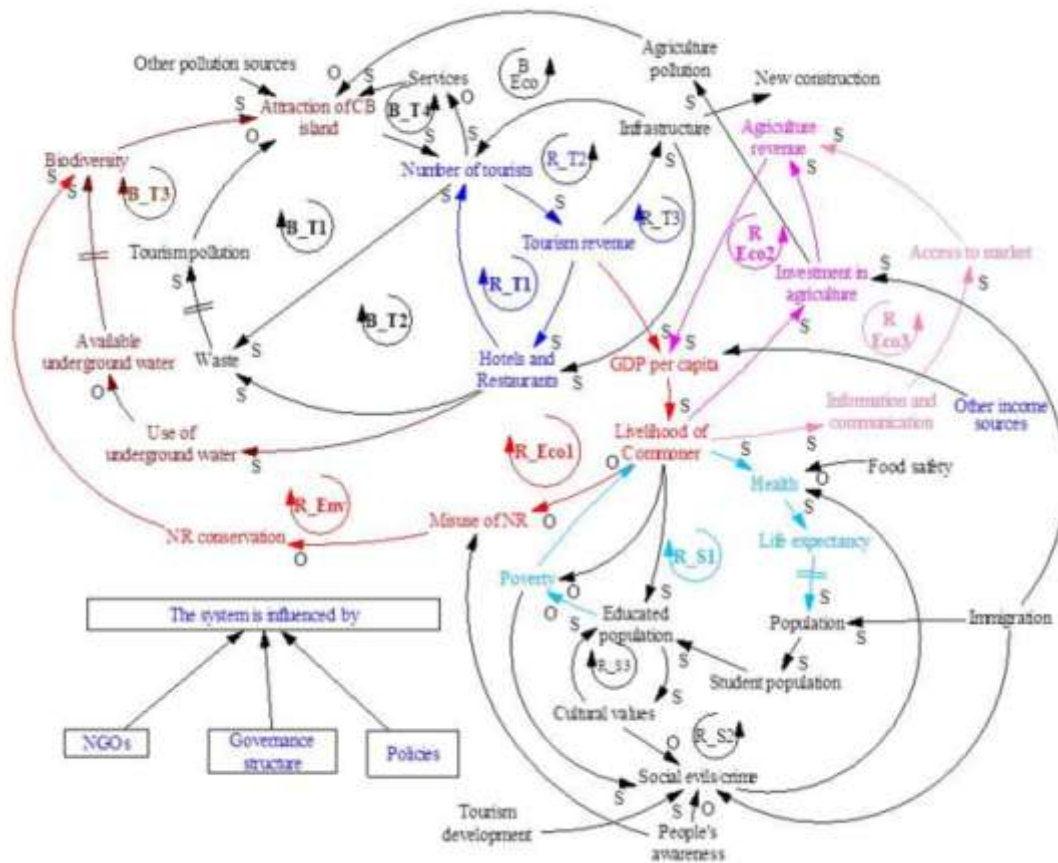 Agriculture
pollution
B
Eco
Other pollution sources
O
S
Services
New construction
S
Attraction of CB
island
B_T4
O
S
Infrastructure
S
Agriculture
revenue
S
O
S
S
Biodiversity
S
S
B_T3
Number of tourists
S
R_T2
S
S
B_T1
S
R_T3
R
Eco2
Tourism pollution
Tourism revenue
Access to market
S
R_T1
Investment in
agriculture
S
S
B_T2
R
Eco3
S
Available
underground water
Waste
S
S
Hotels and
Restaurants
S
S
S
GDP per capita
O
S
S
Information and
communication
Other income
sources
Use of
underground water
S
R_Eco1
Livelihood of
Commoner
O
S
S
Food safety
O
Health
R_Env
Misuse of NR
O
S
NR conservation
O
R_S1
Life expectancy
Poverty
O
O
S
S
The system is influenced by
Educated
population
S
Population
S
Immigration
S
R_S3
S
S
Student population
Cultural values
NGOs
Governance
structure
Policies
O
R_S2
Social evils/crime
S
S
O
Tourism
development
People's
awareness